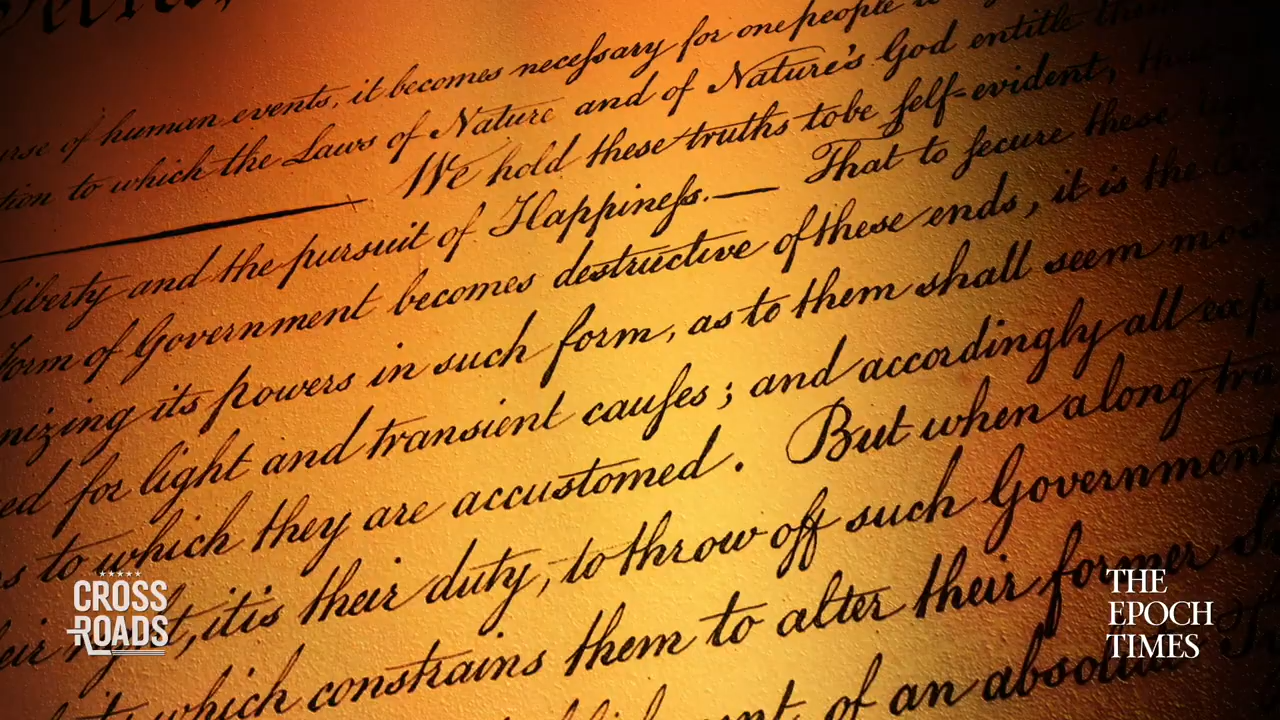 of human events, it becomes neceſsary for one people
to which the Laws of Nature and of Nature's God entitle
We hold these truths to be ſelf-evident,
Liberty and the pursuit of Happineſs.— That to ſecure these
Form of Government becomes destructive of these ends, it is the
its powers in such form, as to them shall seem
for light and transient cauſes; and accordingly all
to which they are accustomed. But when a long
right, it is their duty, to throw off such Government
which constrains them to alter their former
of an
CROSS
ROADS
THE
EPOCH
TIMES